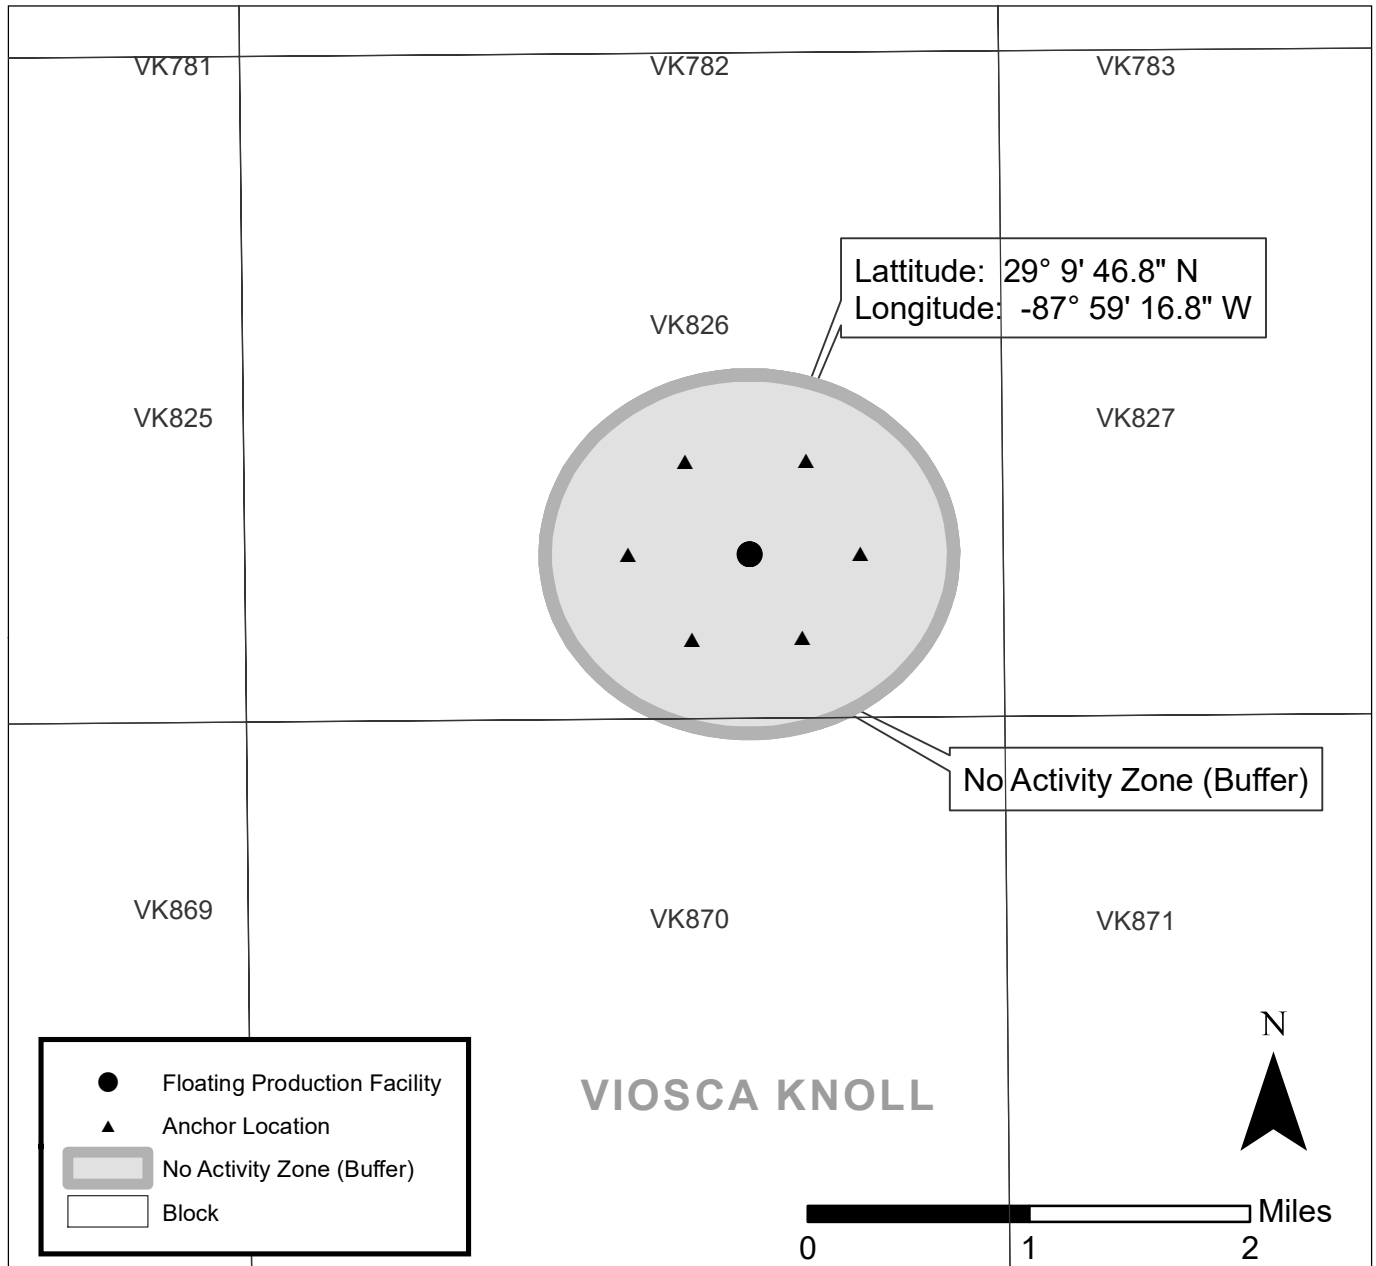 VK781
VK782
VK783
Lattitude:  29° 9' 46.8" N
Longitude:  -87° 59' 16.8" W
VK826
VK825
VK827
No Activity Zone (Buffer)
VK869
VK870
VK871
N
VIOSCA KNOLL
Floating Production Facility
Anchor Location
No Activity Zone (Buffer)
Block
Miles
0 1 2